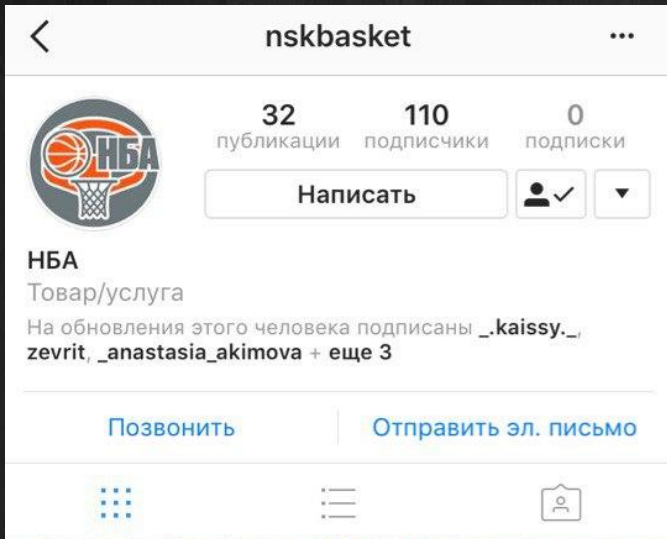 nskbasket
НБА
32 110 0
публикации подписчики подписки
Написать
НБА
Товар/услуга
На обновления этого человека подписаны _.kaissy._,
zevrit, _anastasia_akimova + еще 3
Позвонить Отправить эл. письмо